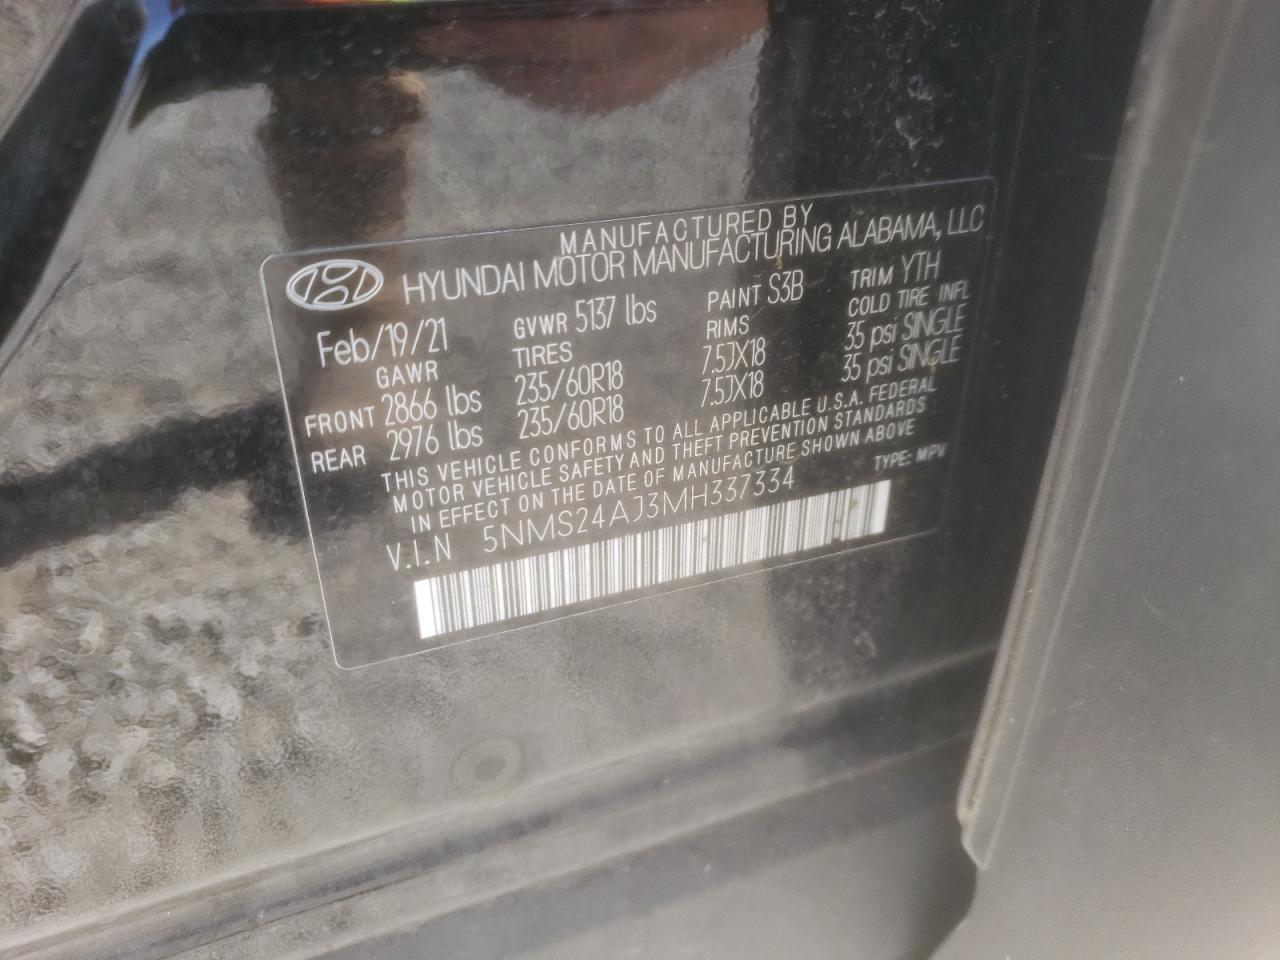 MANUFACTURED BY
HYUNDAI MOTOR MANUFACTURING ALABAMA, LLC
Feb/19/21 GVWR 5137 lbs PAINT S3B TRIM YTH
GAWR TIRES RIMS COLD TIRE INFL
FRONT 2866 lbs 235/60R18 7.5JX18 35 psi SINGLE
REAR 2976 lbs 235/60R18 7.5JX18 35 psi SINGLE
THIS VEHICLE CONFORMS TO ALL APPLICABLE U.S.A. FEDERAL
MOTOR VEHICLE SAFETY AND THEFT PREVENTION STANDARDS
IN EFFECT ON THE DATE OF MANUFACTURE SHOWN ABOVE
V.I.N 5NMS24AJ3MH337334 TYPE: MPV